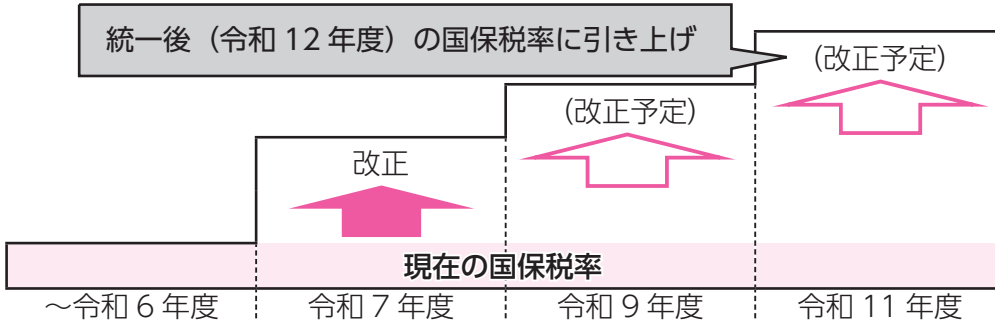 統一後（令和 12 年度）の国保税率に引き上げ
（改正予定）
（改正予定）
改正
現在の国保税率
～令和 6 年度
令和 7 年度
令和 9 年度
令和 11 年度